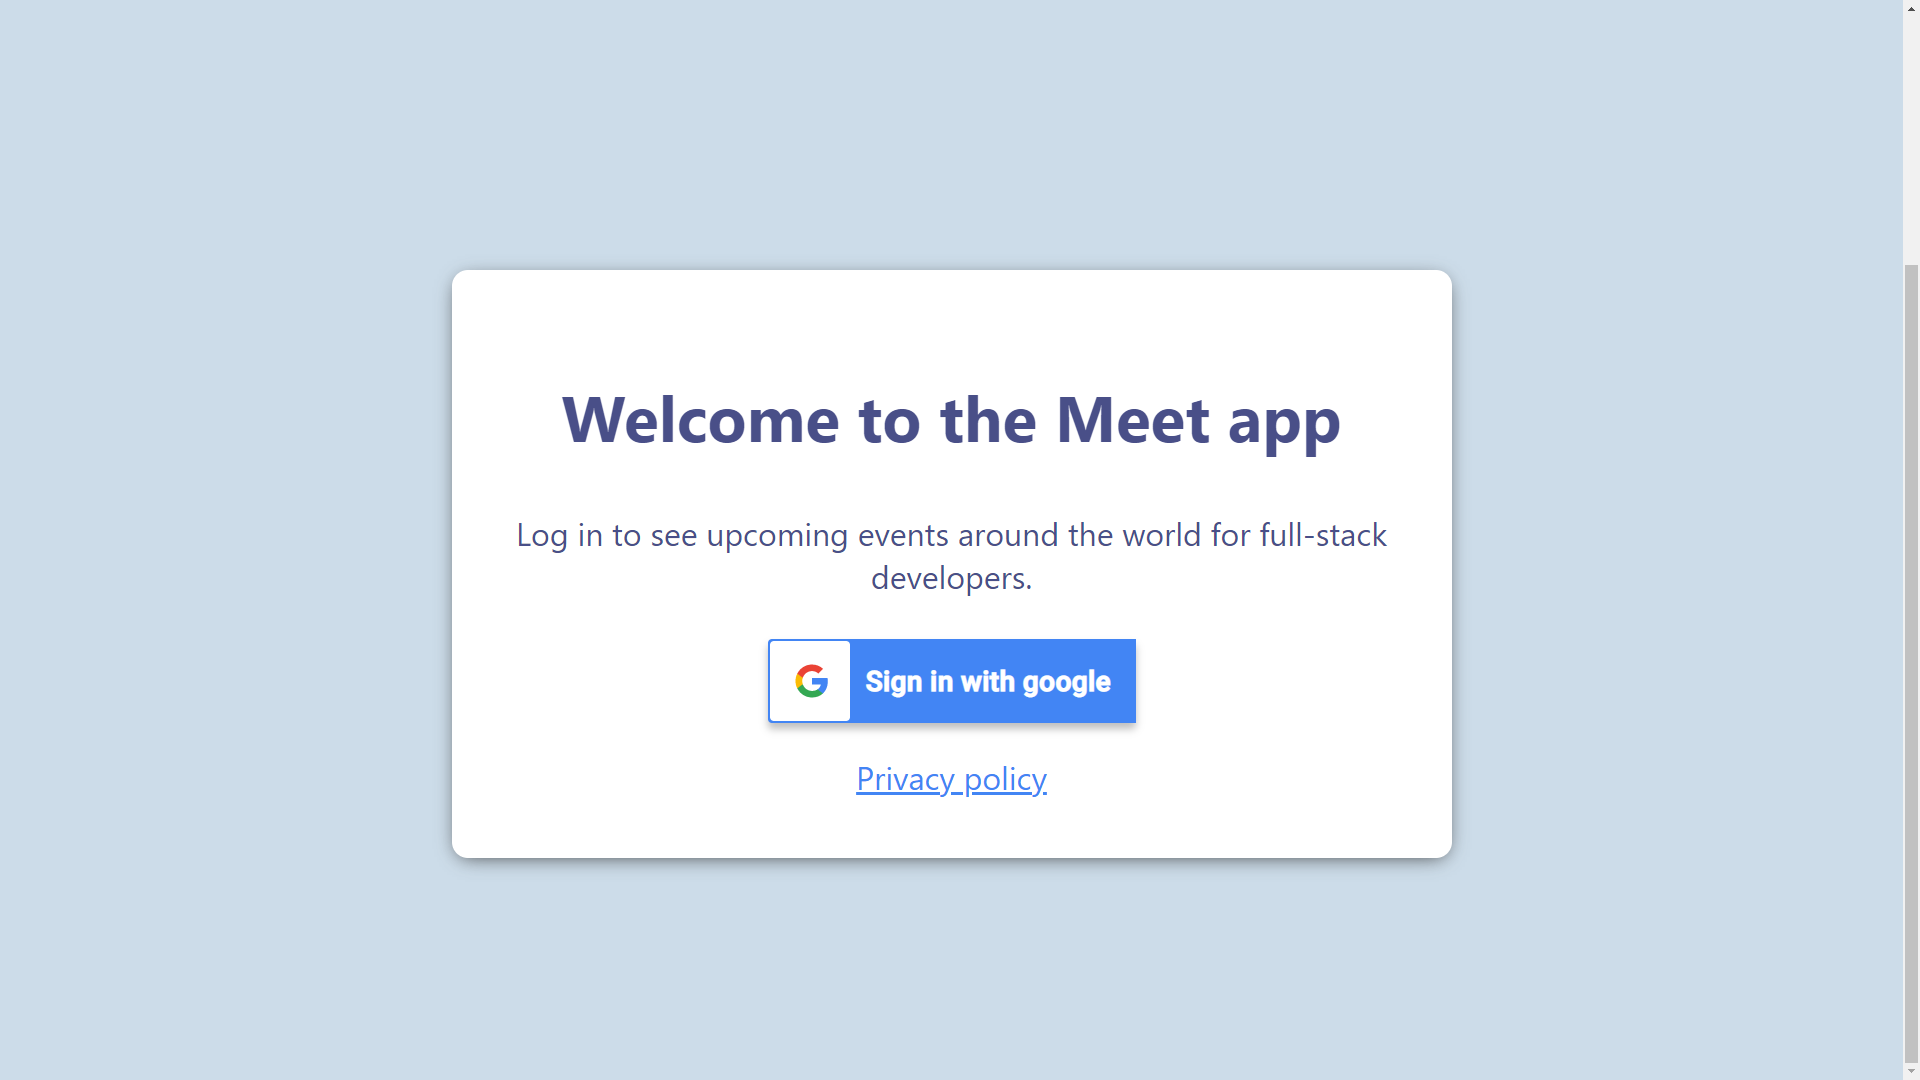 Welcome to the Meet app
Log in to see upcoming events around the world for full-stack
developers.
Sign in with google
Privacy policy